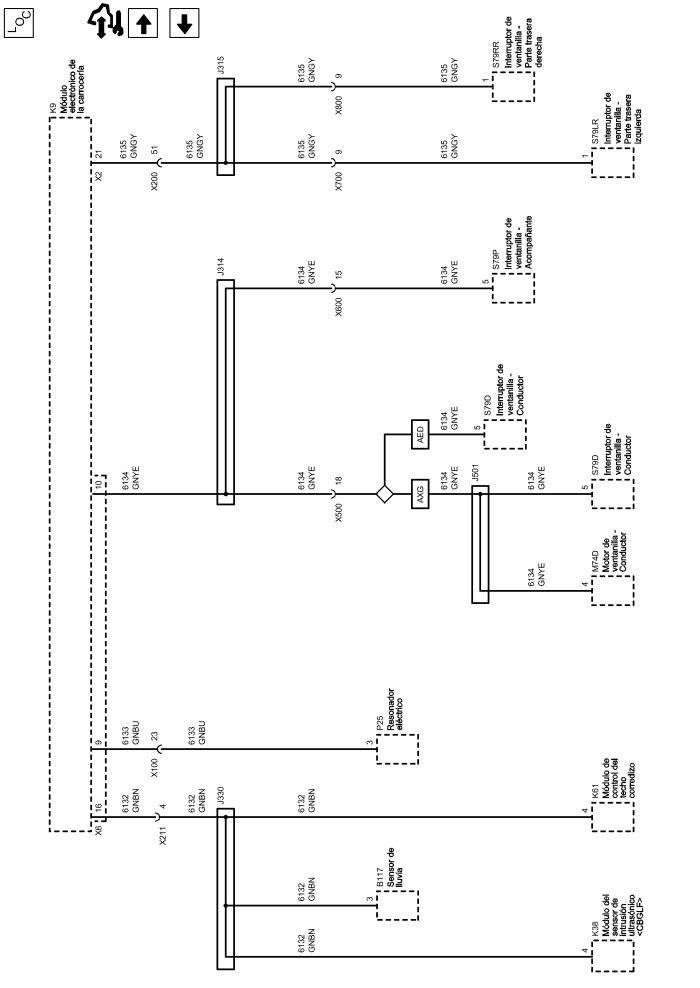 LOC
K9
Módulo
electrónico de
la carrocería
X2
21
6135
GNGY
51
X200
6135
GNGY
J315
6135
GNGY
9
X800
6135
GNGY
1
S79RR
Interruptor de
ventanilla -
Parte trasera
derecha
6135
GNGY
9
X700
6135
GNGY
1
S79LR
Interruptor de
ventanilla -
Parte trasera
izquierda
10
6134
GNYE
J314
6134
GNYE
15
X600
6134
GNYE
5
S79P
Interruptor de
ventanilla -
Acompañante
6134
GNYE
18
X500
AED
6134
GNYE
5
S79D
Interruptor de
ventanilla -
Conductor
AXG
6134
GNYE
J501
6134
GNYE
5
S79D
Interruptor de
ventanilla -
Conductor
6134
GNYE
4
M74D
Motor de
ventanilla -
Conductor
9
6133
GNBU
23
X100
6133
GNBU
3
P25
Resonador
eléctrico
X6
16
6132
GNBN
4
X211
6132
GNBN
J330
6132
GNBN
4
K61
Módulo de
control del
techo
corredizo
6132
GNBN
3
B117
Sensor de
lluvia
6132
GNBN
4
K38
Módulo del
sensor de
intrusión
ultrasónico
<CBGLF>